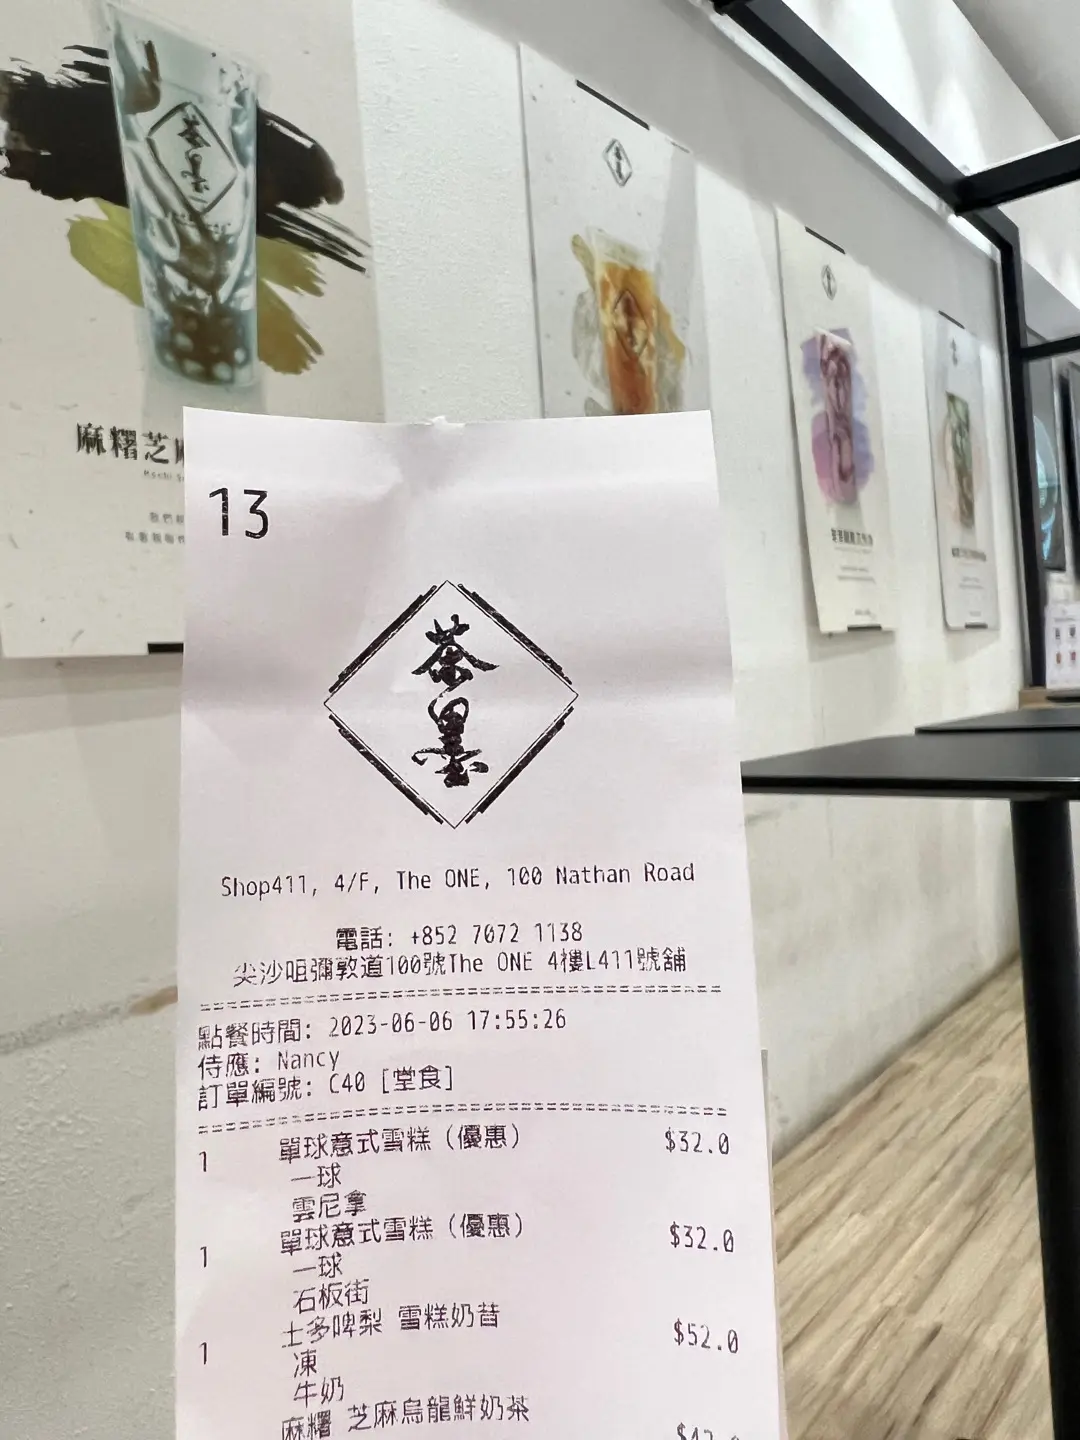 茶墨
麻糬芝
13
茶墨
Shop411, 4/F, The ONE, 100 Nathan Road
電話: +852 7072 1138
尖沙咀彌敦道100號The ONE 4樓L411號舖
點餐時間: 2023-06-06 17:55:26
侍應: Nancy
訂單編號: C40 [堂食]
1 單球意式雪糕（優惠） $32.0
一球
雲尼拿
1 單球意式雪糕（優惠） $32.0
一球
石板街
1 士多啤梨 雪糕奶昔 $52.0
凍
牛奶
麻糬 芝麻烏龍鮮奶茶